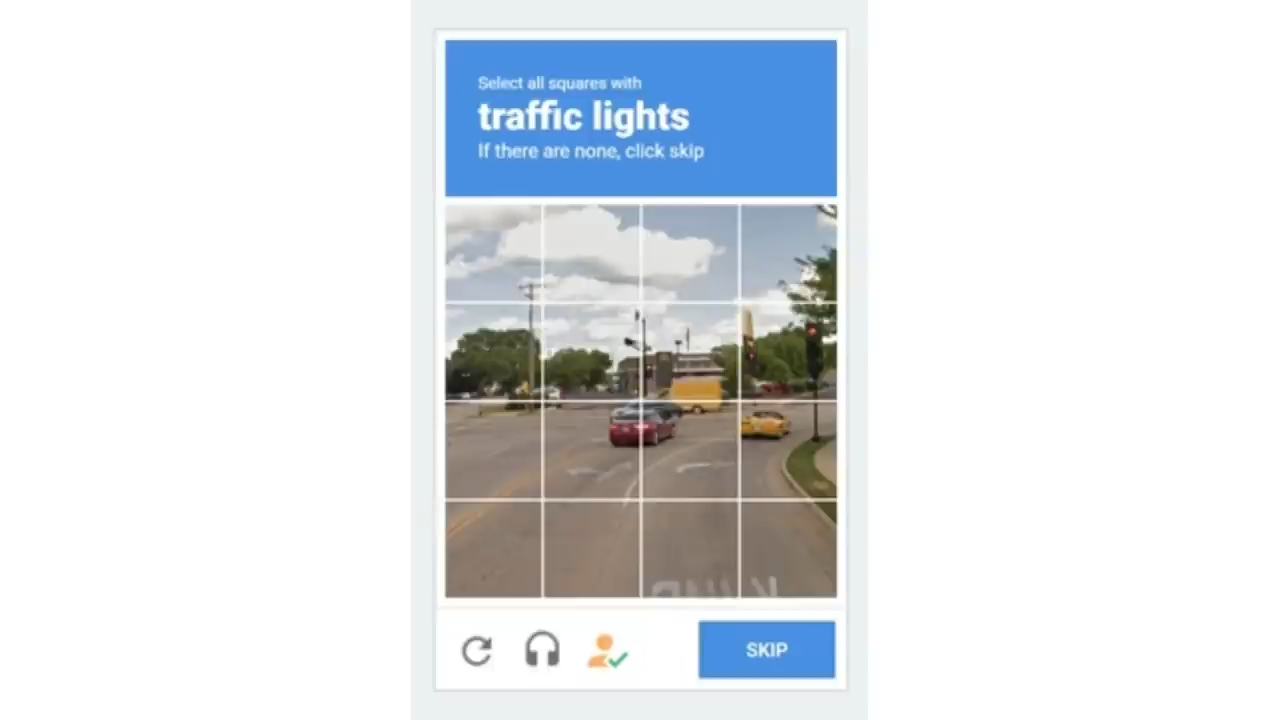 Select all squares with
traffic lights
If there are none, click skip
SKIP